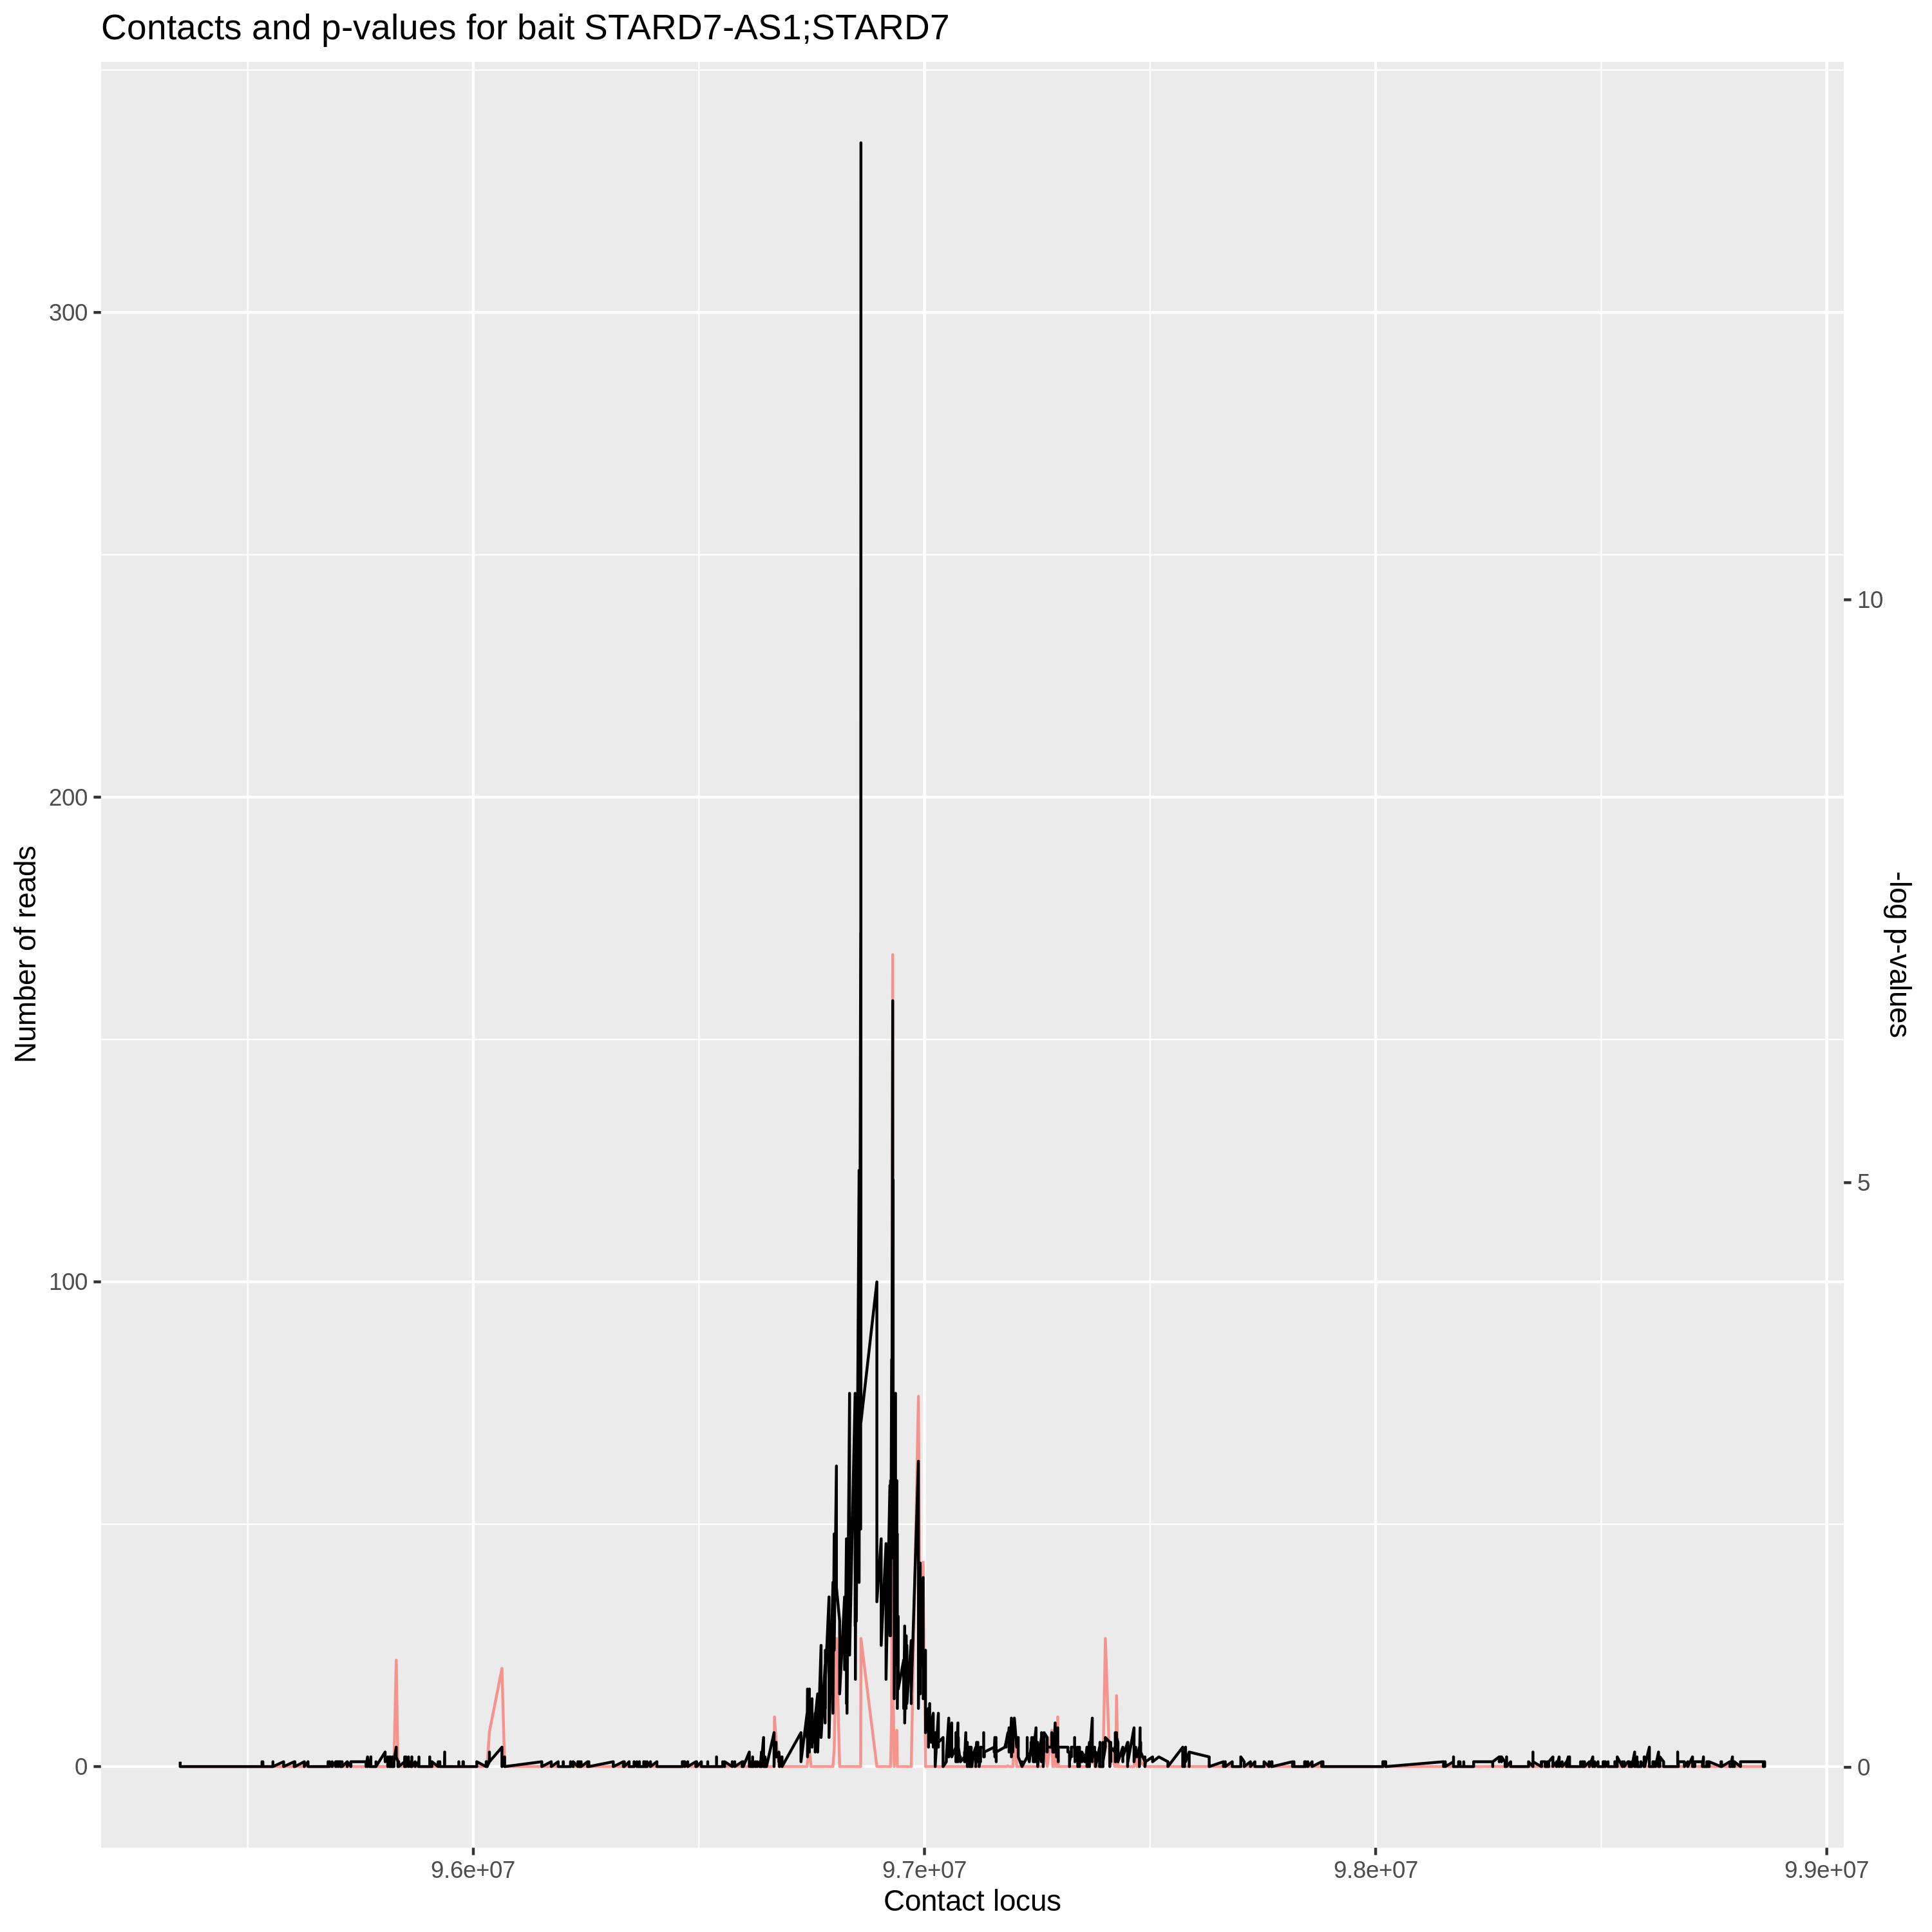 Contacts and p-values for bait STARD7-AS1;STARD7
Number of reads
300
200
100
0
10
5
0
-log p-values
9.6e+07
9.7e+07
9.8e+07
9.9e+07
Contact locus